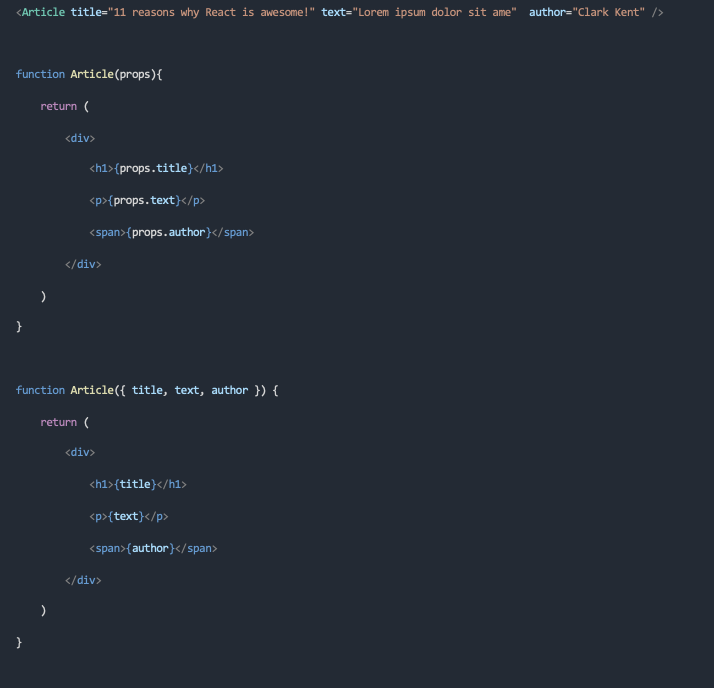 <Article title="11 reasons why React is awesome!" text="Lorem ipsum dolor sit ame"  author="Clark Kent" />
function Article(props){
    return (
        <div>
            <h1>{props.title}</h1>
            <p>{props.text}</p>
            <span>{props.author}</span>
        </div>
    )
}
function Article({ title, text, author }) {
    return (
        <div>
            <h1>{title}</h1>
            <p>{text}</p>
            <span>{author}</span>
        </div>
    )
}